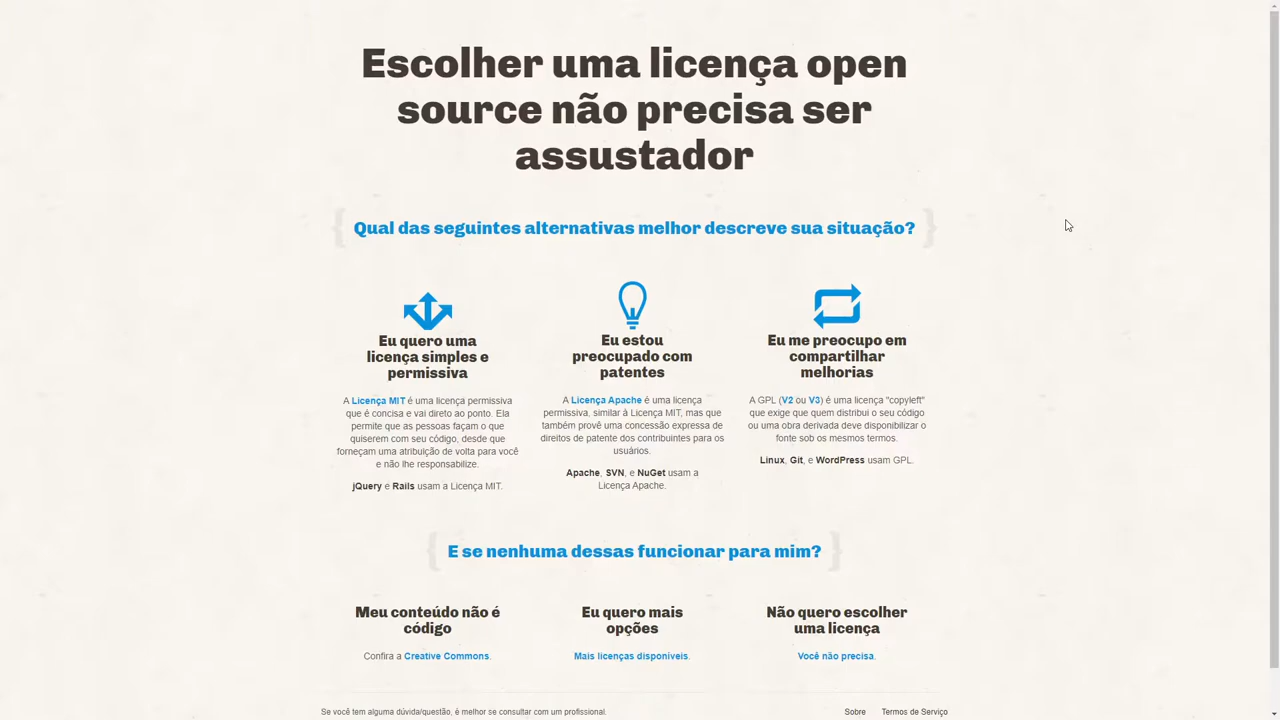 Escolher uma licença open
source não precisa ser
assustador
{ Qual das seguintes alternativas melhor descreve sua situação? }
Eu quero uma
licença simples e
permissiva
A Licença MIT é uma licença permissiva
que é concisa e vai direto ao ponto. Ela
permite que as pessoas façam o que
quiserem com seu código, desde que
forneçam uma atribuição de volta para você
e não lhe responsabilize.
jQuery e Rails usam a Licença MIT.
Eu estou
preocupado com
patentes
A Licença Apache é uma licença
permissiva, similar à Licença MIT, mas que
também provê uma concessão expressa de
direitos de patente dos contribuintes para os
usuários.
Apache, SVN, e NuGet usam a
Licença Apache.
Eu me preocupo em
compartilhar
melhorias
A GPL (V2 ou V3) é uma licença "copyleft"
que exige que quem distribui o seu código
ou uma obra derivada deve disponibilizar o
fonte sob os mesmos termos.
Linux, Git, e WordPress usam GPL.
{ E se nenhuma dessas funcionar para mim? }
Meu conteúdo não é
código
Confira a Creative Commons.
Eu quero mais
opções
Mais licenças disponíveis.
Não quero escolher
uma licença
Você não precisa.
Se você tem alguma dúvida/questão, è melhor se consultar com um profissional.
Sobre Termos de Serviço